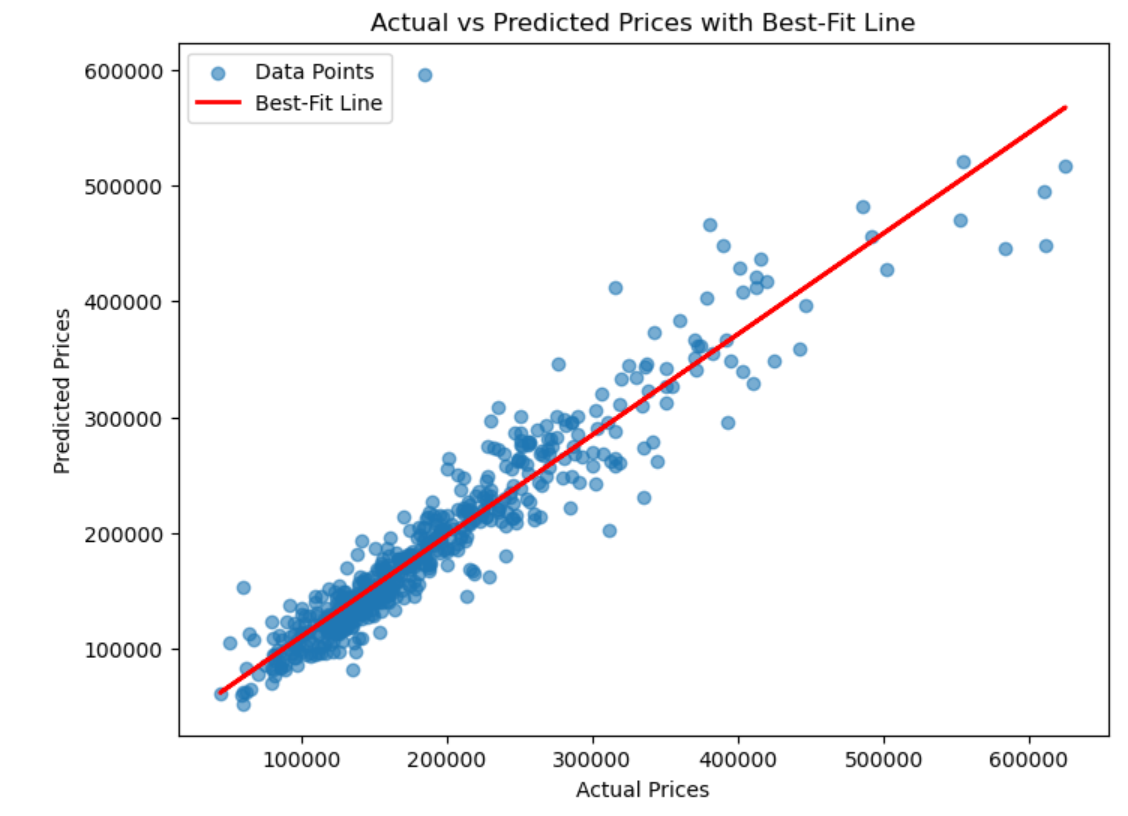 Actual vs Predicted Prices with Best-Fit Line
Data Points
Best-Fit Line
600000
500000
400000
300000
200000
100000
Predicted Prices
100000 200000 300000 400000 500000 600000
Actual Prices